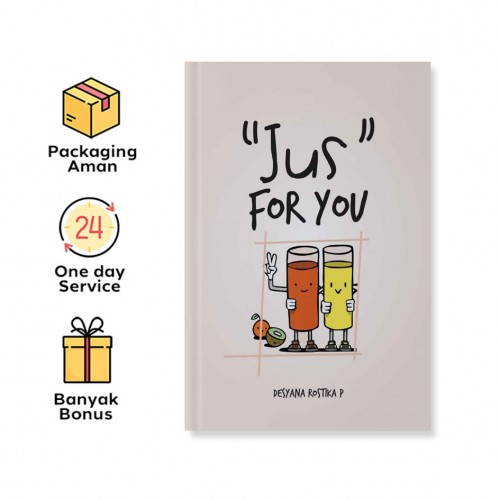 Packaging
Aman
24
One day
Service
Banyak
Bonus
"Jus"
FOR YOU
DESYANA ROSTIKA P